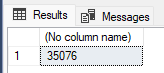 Results Messages
(No column name)
1 35076